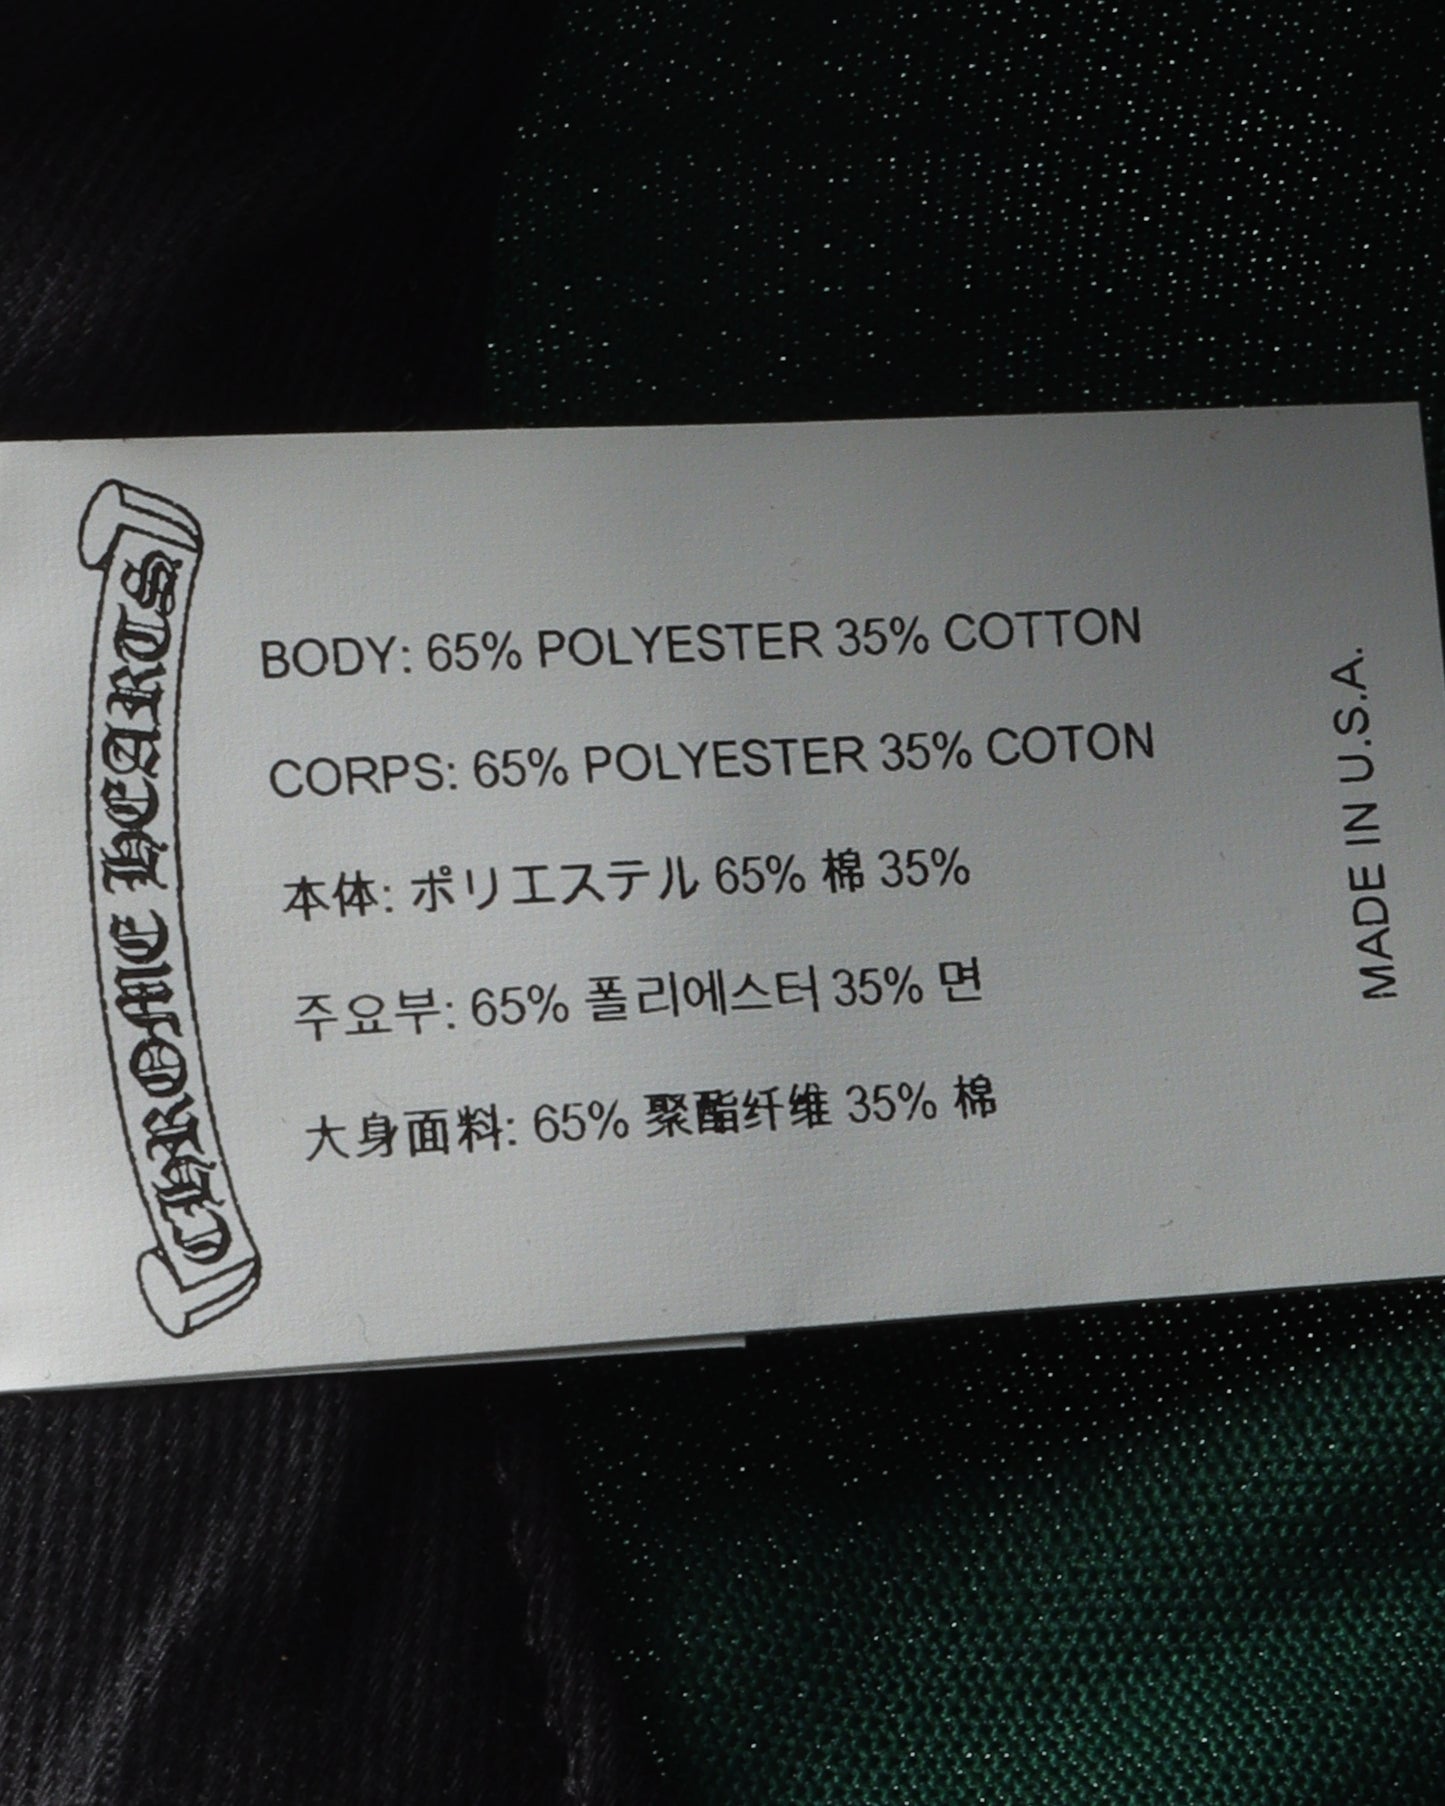 CHROME HEARTS
BODY: 65% POLYESTER 35% COTTON
CORPS: 65% POLYESTER 35% COTON
本体: ポリエステル 65% 棉 35%
주요부: 65% 폴리에스터 35% 면
大身面料: 65% 聚酯纤维 35% 棉
MADE IN U.S.A.